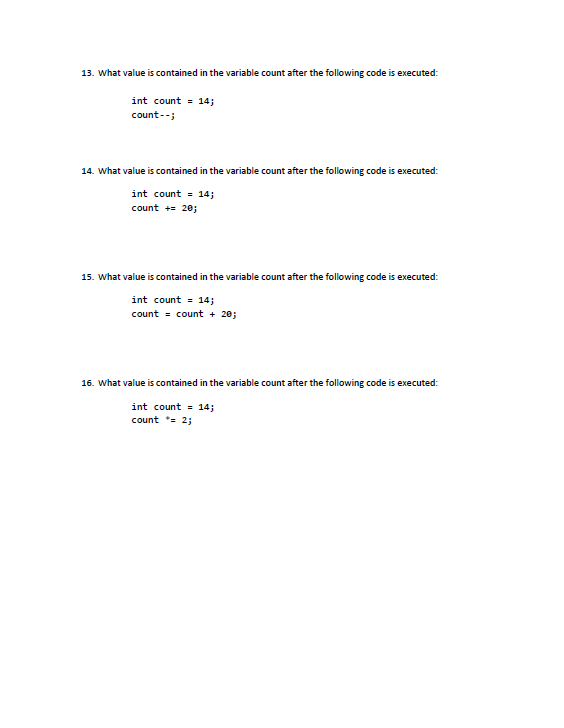 13. What value is contained in the variable count after the following code is executed:
int count = 14;
count--;
14. What value is contained in the variable count after the following code is executed:
int count = 14;
count += 20;
15. What value is contained in the variable count after the following code is executed:
int count = 14;
count = count + 20;
16. What value is contained in the variable count after the following code is executed:
int count = 14;
count *= 2;